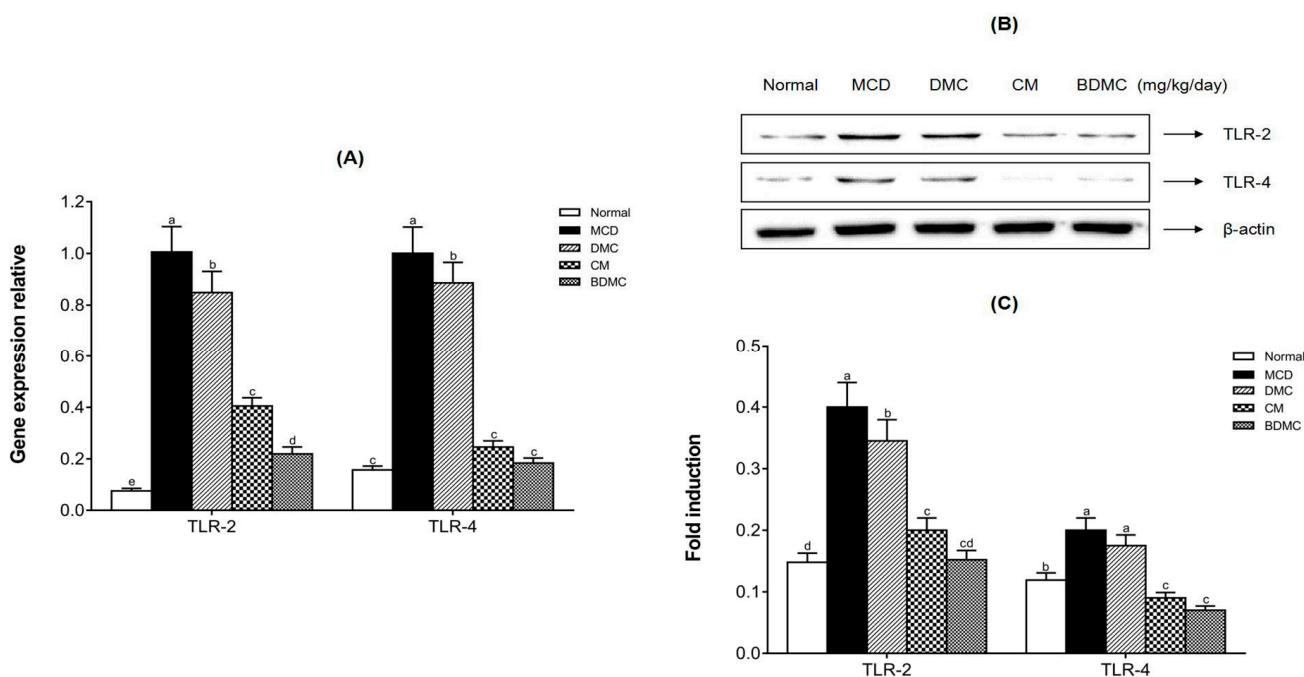 (A)
Gene expression relative
1.2
1.0
0.8
0.6
0.4
0.2
0.0
a
b
c
d
e
a
b
c
c
c
TLR-2 TLR-4
Normal
MCD
DMC
CM
BDMC
(B)
Normal MCD DMC CM BDMC (mg/kg/day)
TLR-2
TLR-4
β-actin
(C)
Fold induction
0.5
0.4
0.3
0.2
0.1
0.0
d
a
b
c
cd
b
a
a
c
c
TLR-2 TLR-4
Normal
MCD
DMC
CM
BDMC